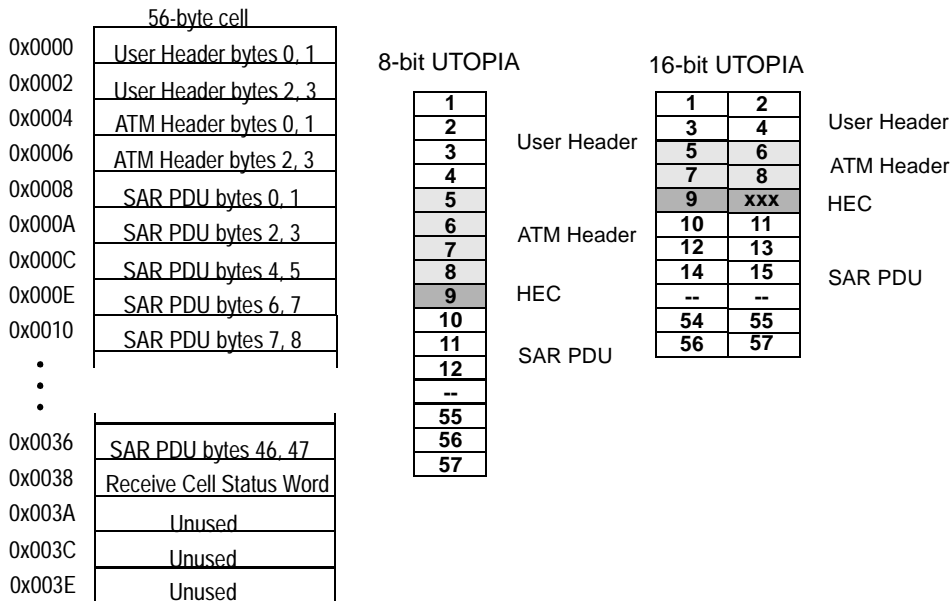 56-byte cell
0x0000 User Header bytes 0, 1
0x0002 User Header bytes 2, 3
0x0004 ATM Header bytes 0, 1
0x0006 ATM Header bytes 2, 3
0x0008 SAR PDU bytes 0, 1
0x000A SAR PDU bytes 2, 3
0x000C SAR PDU bytes 4, 5
0x000E SAR PDU bytes 6, 7
0x0010 SAR PDU bytes 7, 8
0x0036 SAR PDU bytes 46, 47
0x0038 Receive Cell Status Word
0x003A Unused
0x003C Unused
0x003E Unused
8-bit UTOPIA
1
2
3
4
5
6
7
8
9
10
11
12
--
55
56
57
User Header
ATM Header
HEC
SAR PDU
16-bit UTOPIA
1 2
3 4
5 6
7 8
9 xxx
10 11
12 13
14 15
-- --
54 55
56 57
User Header
ATM Header
HEC
SAR PDU